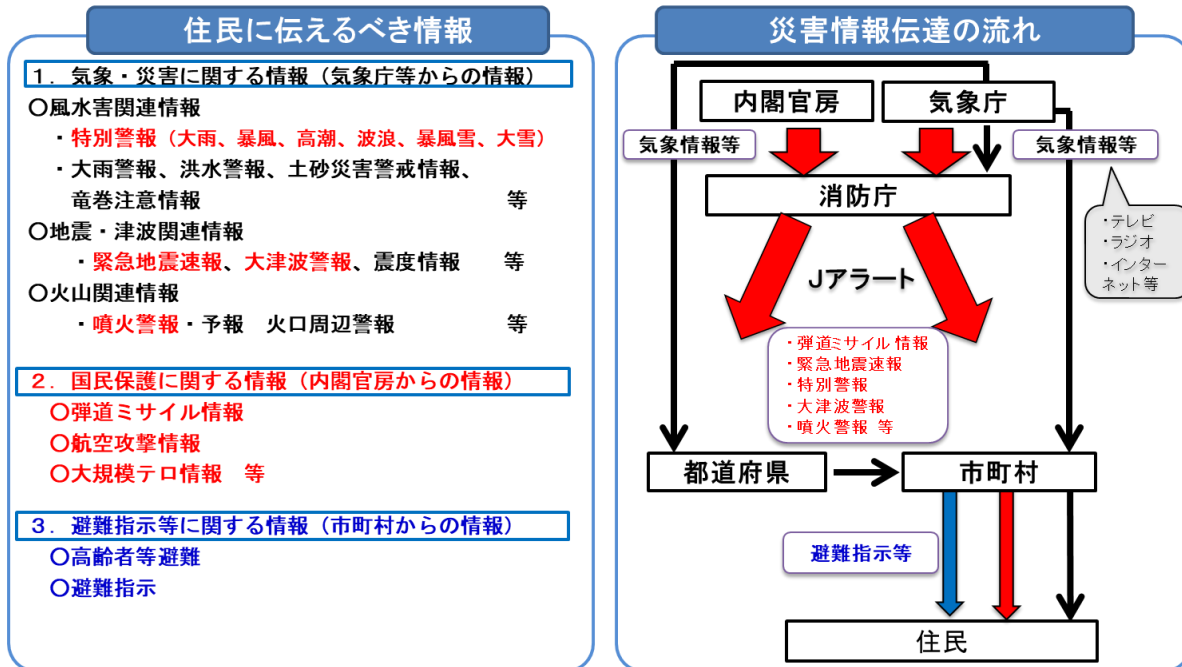 住民に伝えるべき情報
１．気象・災害に関する情報（気象庁等からの情報）
〇風水害関連情報
・特別警報（大雨、暴風、高潮、波浪、暴風雪、大雪）
・大雨警報、洪水警報、土砂災害警戒情報、
竜巻注意情報　等
〇地震・津波関連情報
・緊急地震速報、大津波警報、震度情報　等
〇火山関連情報
・噴火警報・予報　火口周辺警報　等
２．国民保護に関する情報（内閣官房からの情報）
〇弾道ミサイル情報
〇航空攻撃情報
〇大規模テロ情報　等
３．避難指示等に関する情報（市町村からの情報）
〇高齢者等避難
〇避難指示
災害情報伝達の流れ
内閣官房
気象庁
気象情報等
気象情報等
消防庁
・テレビ
・ラジオ
・インター
ネット等
Ｊアラート
・弾道ミサイル情報
・緊急地震速報
・特別警報
・大津波警報
・噴火警報 等
都道府県
市町村
避難指示等
住民